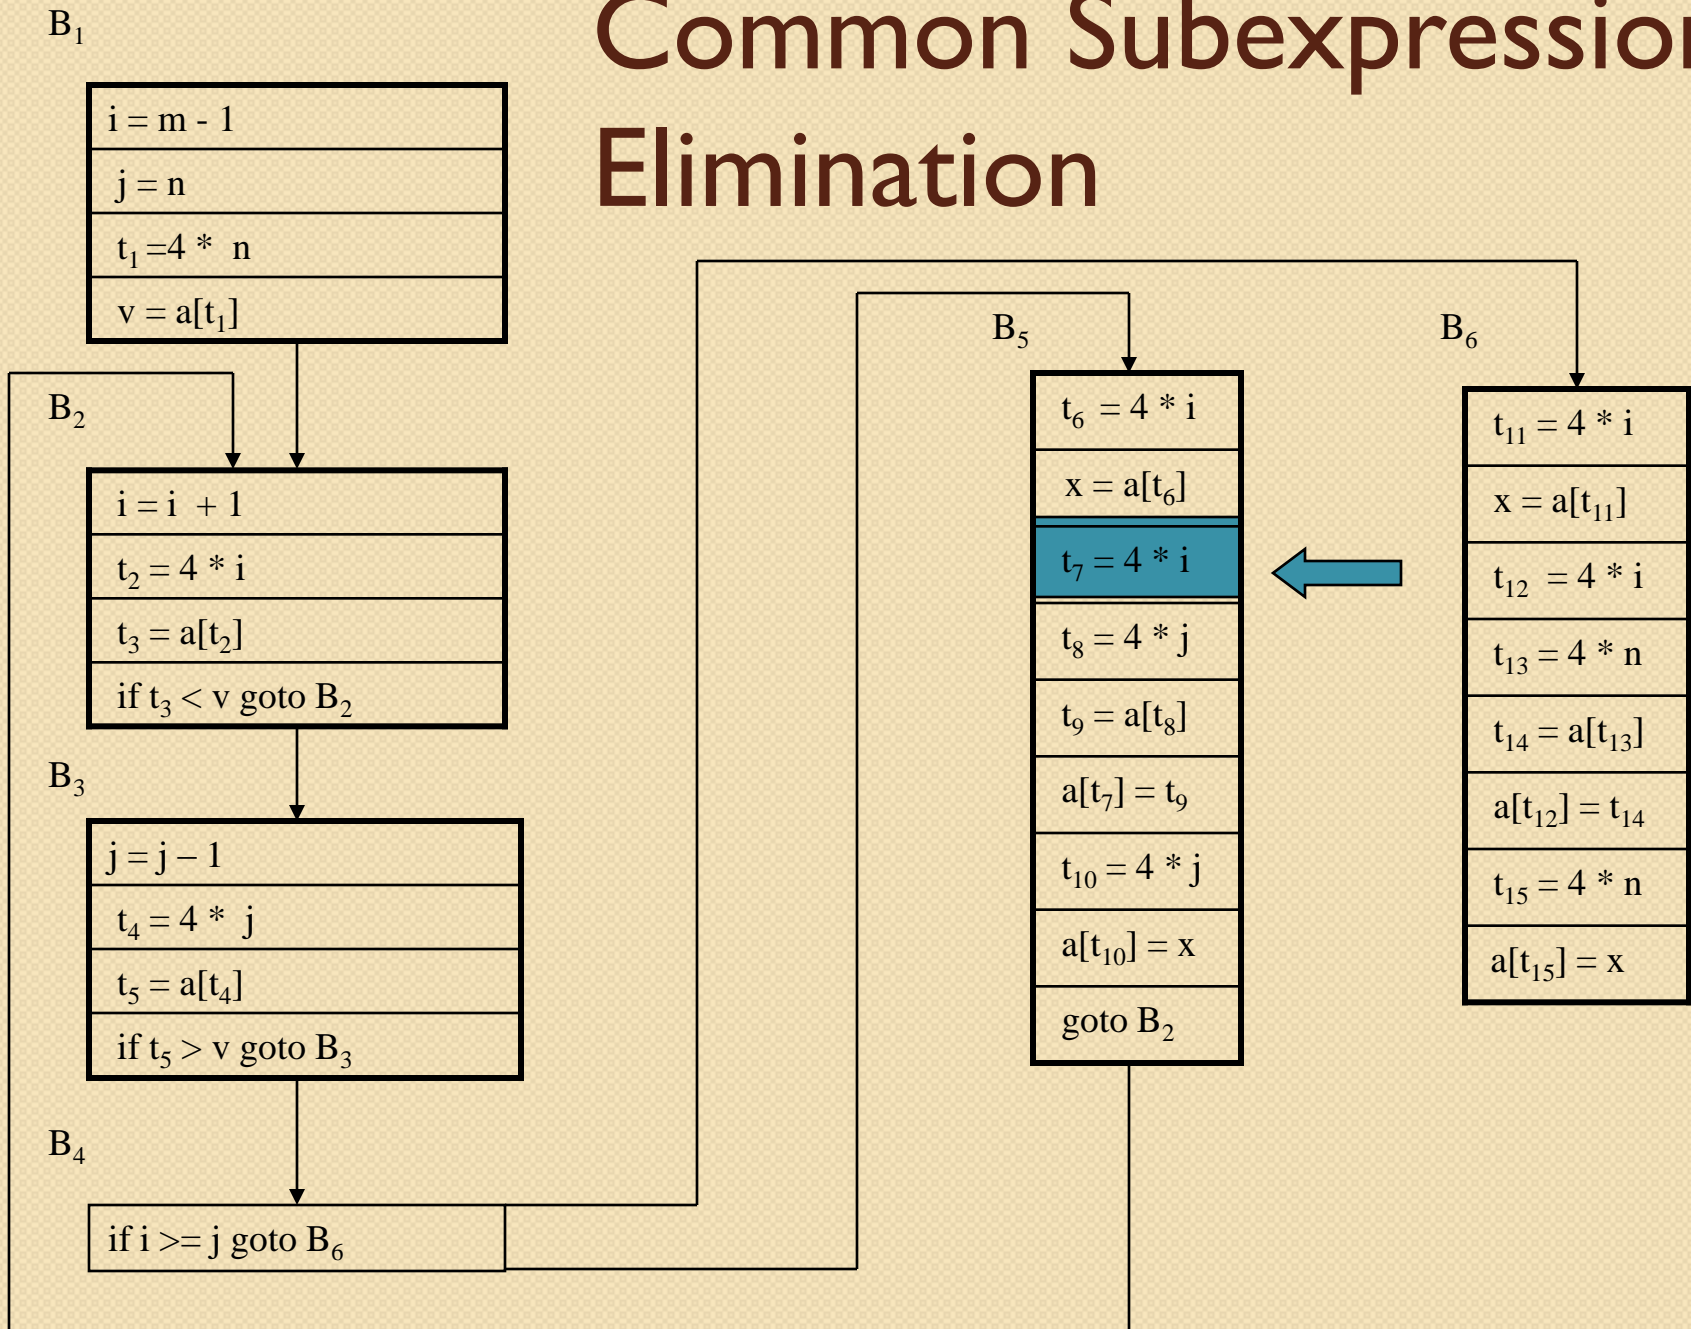 Common Subexpression
Elimination
B₁
i = m - 1
j = n
t₁ =4 * n
v = a[t₁]
B₂
i = i + 1
t₂ = 4 * i
t₃ = a[t₂]
if t₃ < v goto B₂
B₃
j = j – 1
t₄ = 4 * j
t₅ = a[t₄]
if t₅ > v goto B₃
B₄
if i >= j goto B₆
B₅
t₆ = 4 * i
x = a[t₆]
t₇ = 4 * i
t₈ = 4 * j
t₉ = a[t₈]
a[t₇] = t₉
t₁₀ = 4 * j
a[t₁₀] = x
goto B₂
B₆
t₁₁ = 4 * i
x = a[t₁₁]
t₁₂ = 4 * i
t₁₃ = 4 * n
t₁₄ = a[t₁₃]
a[t₁₂] = t₁₄
t₁₅ = 4 * n
a[t₁₅] = x